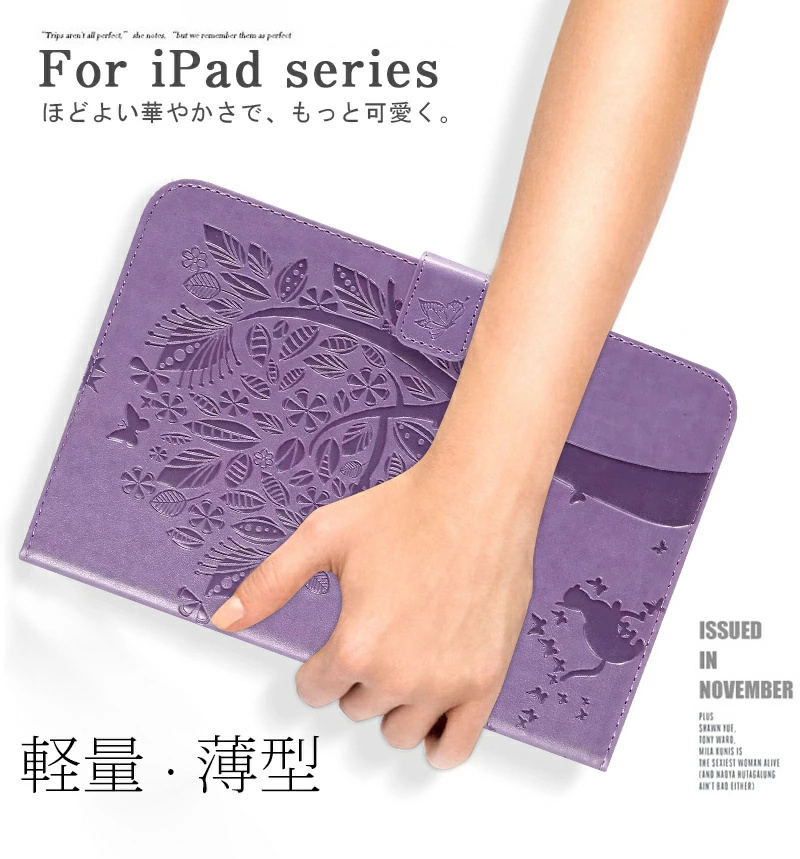 "Trips aren't all perfect," she notes, "but we remember them as perfect
For iPad series
ほどよい華やかさで、もっと可愛く。
ISSUED
IN
NOVEMBER
PLUS
SHAWN YUE,
TONY WARD,
MILA KUNIS IS
THE SEXIEST WOMAN ALIVE
(AND NADYA HUTAGALUNG
AIN'T BAD EITHER)
軽量・薄型